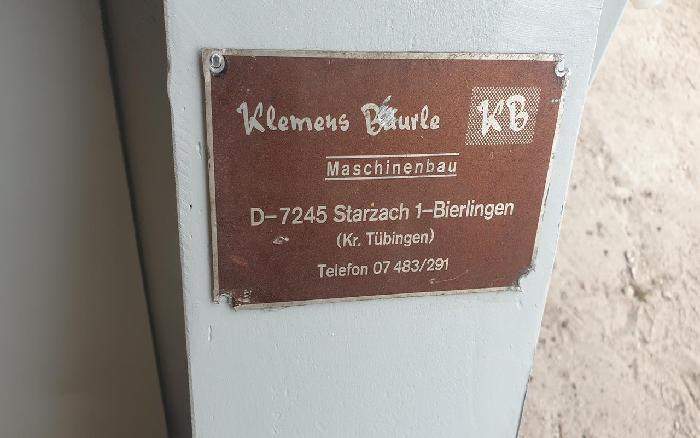 Klemens Bäurle
KB
Maschinenbau
D-7245 Starzach 1-Bierlingen
(Kr. Tübingen)
Telefon 07 483/291